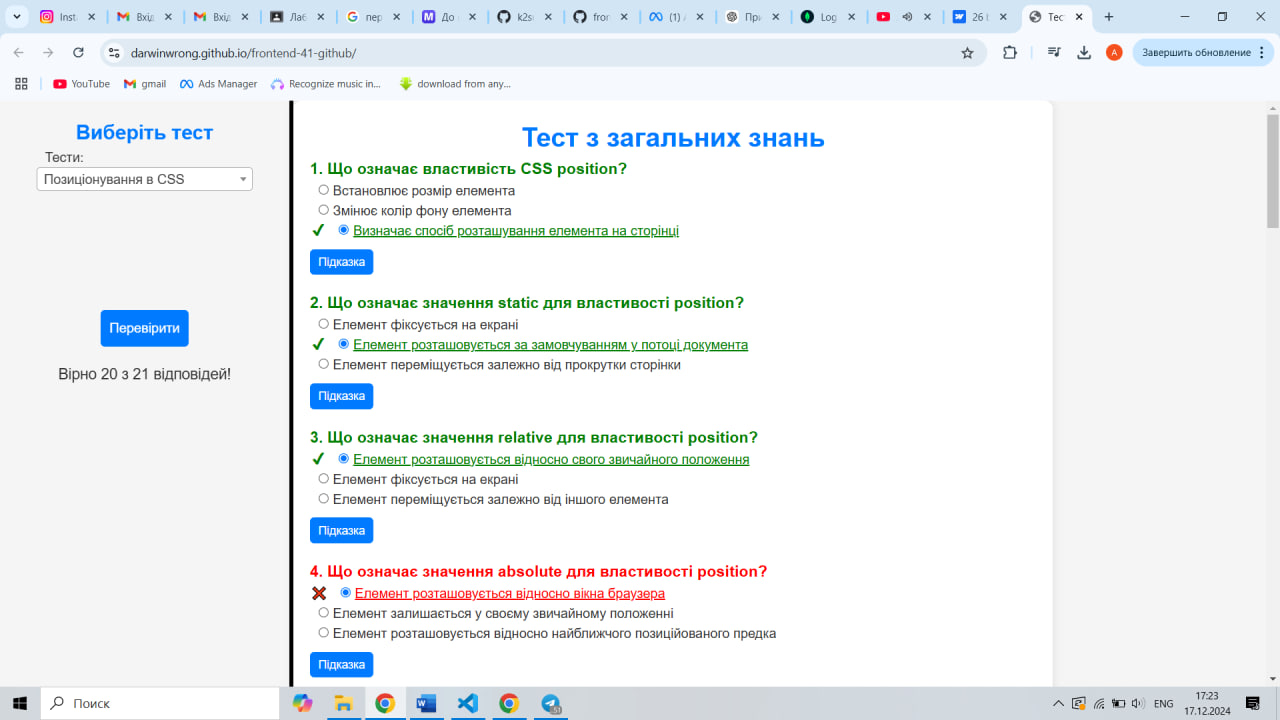 Insta
Вхід
Вхід
Лаб
пер
До
k2s
fron
(1)
При
Log
26 t
Тес
darwinwrong.github.io/frontend-41-github/
A
Завершить обновление
YouTube
gmail
Ads Manager
Recognize music in...
download from any...
Виберіть тест
Тести:
Позиціонування в CSS
Перевірити
Вірно 20 з 21 відповідей!
Тест з загальних знань
1. Що означає властивість CSS position?
Встановлює розмір елемента
Змінює колір фону елемента
Визначає спосіб розташування елемента на сторінці
Підказка
2. Що означає значення static для властивості position?
Елемент фіксується на екрані
Елемент розташовується за замовчуванням у потоці документа
Елемент переміщується залежно від прокрутки сторінки
Підказка
3. Що означає значення relative для властивості position?
Елемент розташовується відносно свого звичайного положення
Елемент фіксується на екрані
Елемент переміщується залежно від іншого елемента
Підказка
4. Що означає значення absolute для властивості position?
Елемент розташовується відносно вікна браузера
Елемент залишається у своєму звичайному положенні
Елемент розташовується відносно найближчого позиційованого предка
Підказка
Поиск
ENG
17:23
17.12.2024